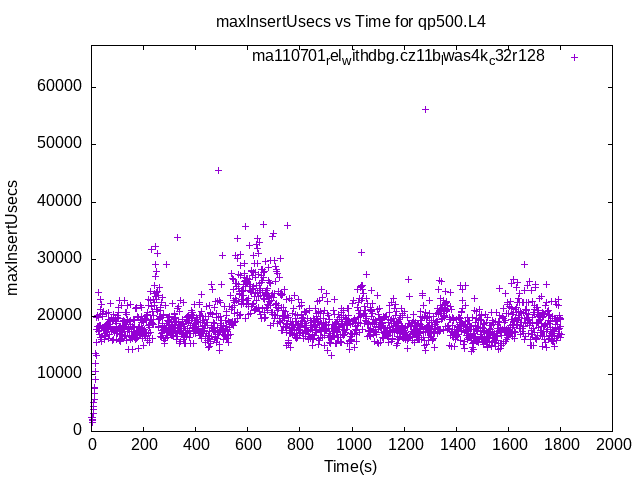 maxInsertUsecs vs Time for qp500.L4
ma110701_rel_withdbg.cz11b_lwas4k_c32r128
60000
50000
40000
30000
20000
10000
0
maxInsertUsecs
0 200 400 600 800 1000 1200 1400 1600 1800 2000
Time(s)